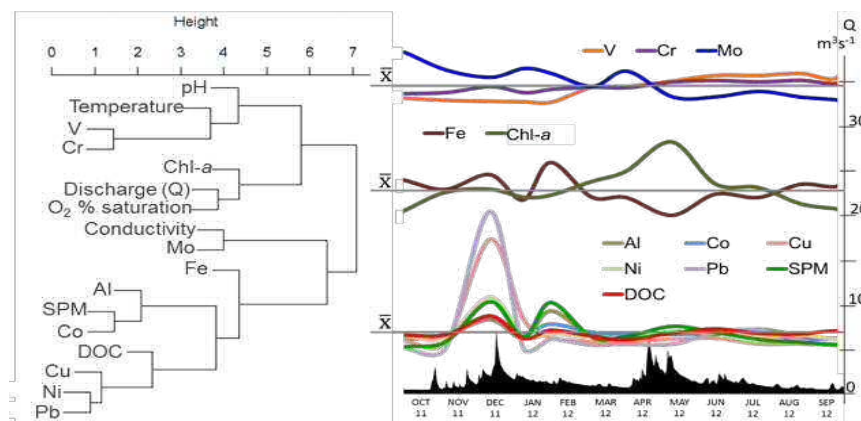 Height
0 1 2 3 4 5 6 7
pH
Temperature
V
Cr
Chl-a
Discharge (Q)
O₂ % saturation
Conductivity
Mo
Fe
Al
SPM
Co
DOC
Cu
Ni
Pb
V Cr Mo
Q
m³s⁻¹
x̄
30
Fe Chl-a
x̄
20
Al Co Cu
Ni Pb SPM
DOC
10
x̄
0
OCT NOV DEC JAN FEB MAR APR MAY JUN JUL AUG SEP
11 11 11 12 12 12 12 12 12 12 12 12